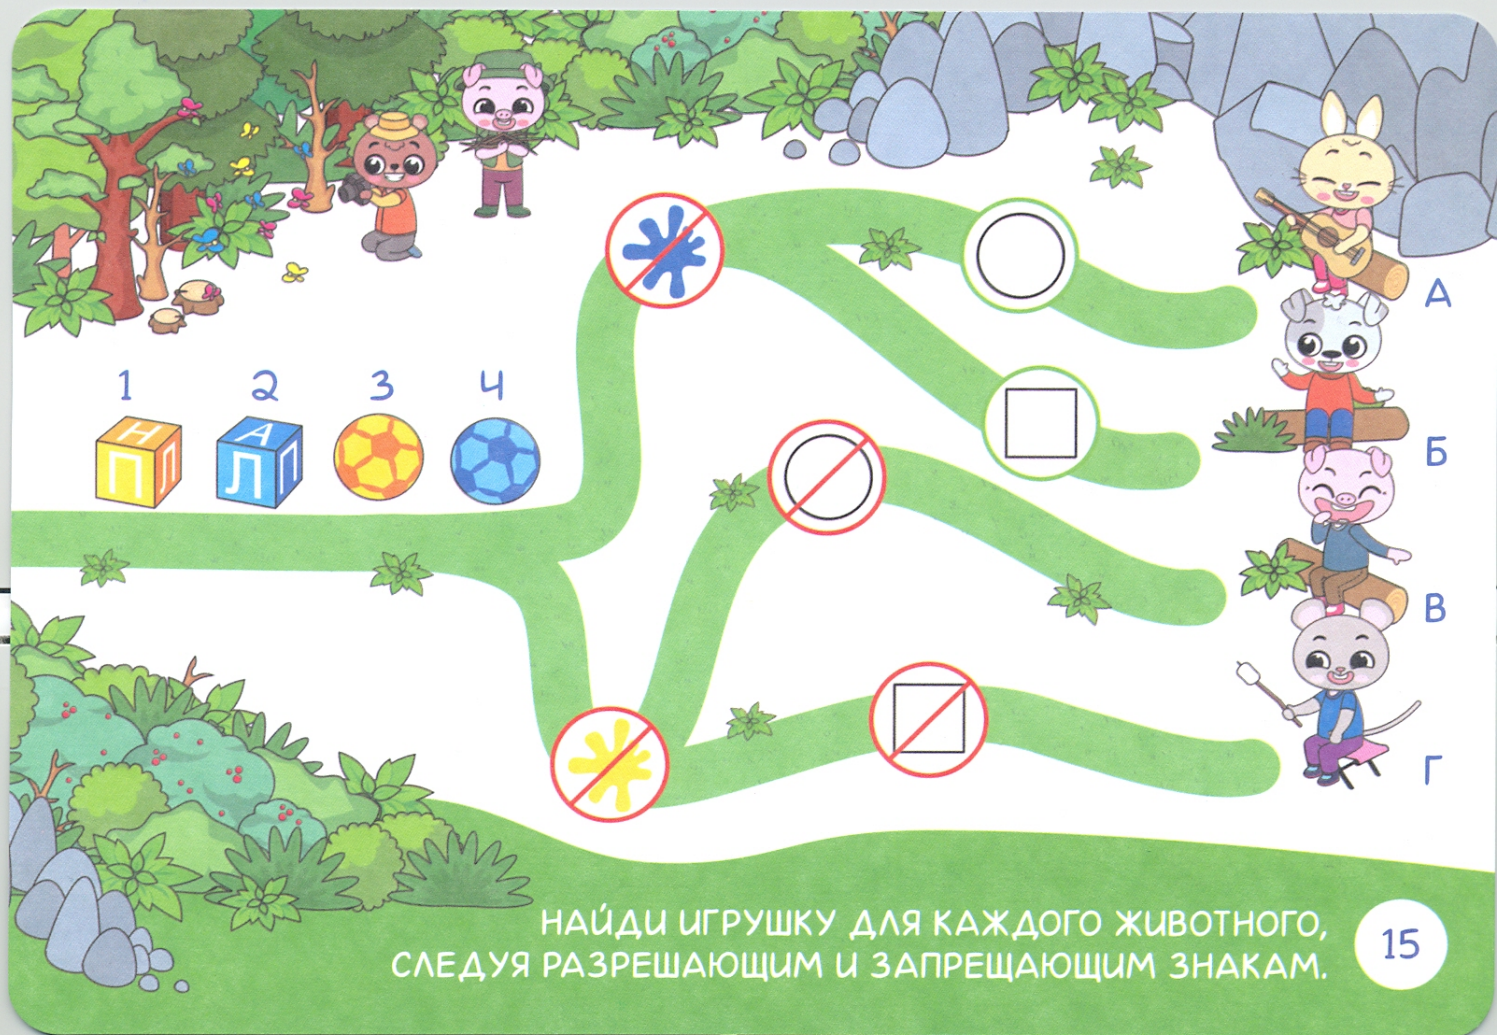 А
1 2 3 4
Н
П Л
А
Л П
Б
В
Г
НАЙДИ ИГРУШКУ ДЛЯ КАЖДОГО ЖИВОТНОГО,
СЛЕДУЯ РАЗРЕШАЮЩИМ И ЗАПРЕЩАЮЩИМ ЗНАКАМ.
15